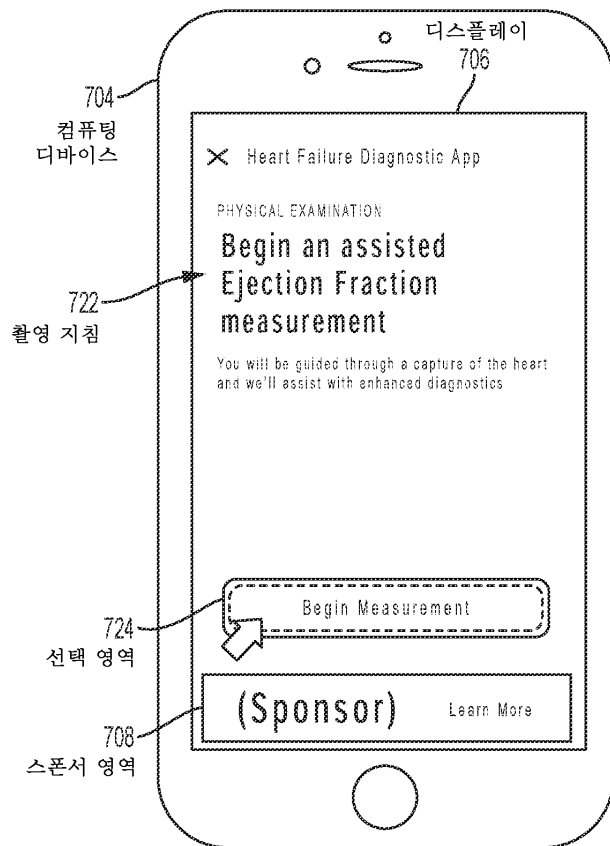 디스플레이
706
704
컴퓨팅
디바이스
X Heart Failure Diagnostic App
PHYSICAL EXAMINATION
Begin an assisted
Ejection Fraction
measurement
722
촬영 지침
You will be guided through a capture of the heart
and we'll assist with enhanced diagnostics
Begin Measurement
724
선택 영역
(Sponsor) Learn More
708
스폰서 영역